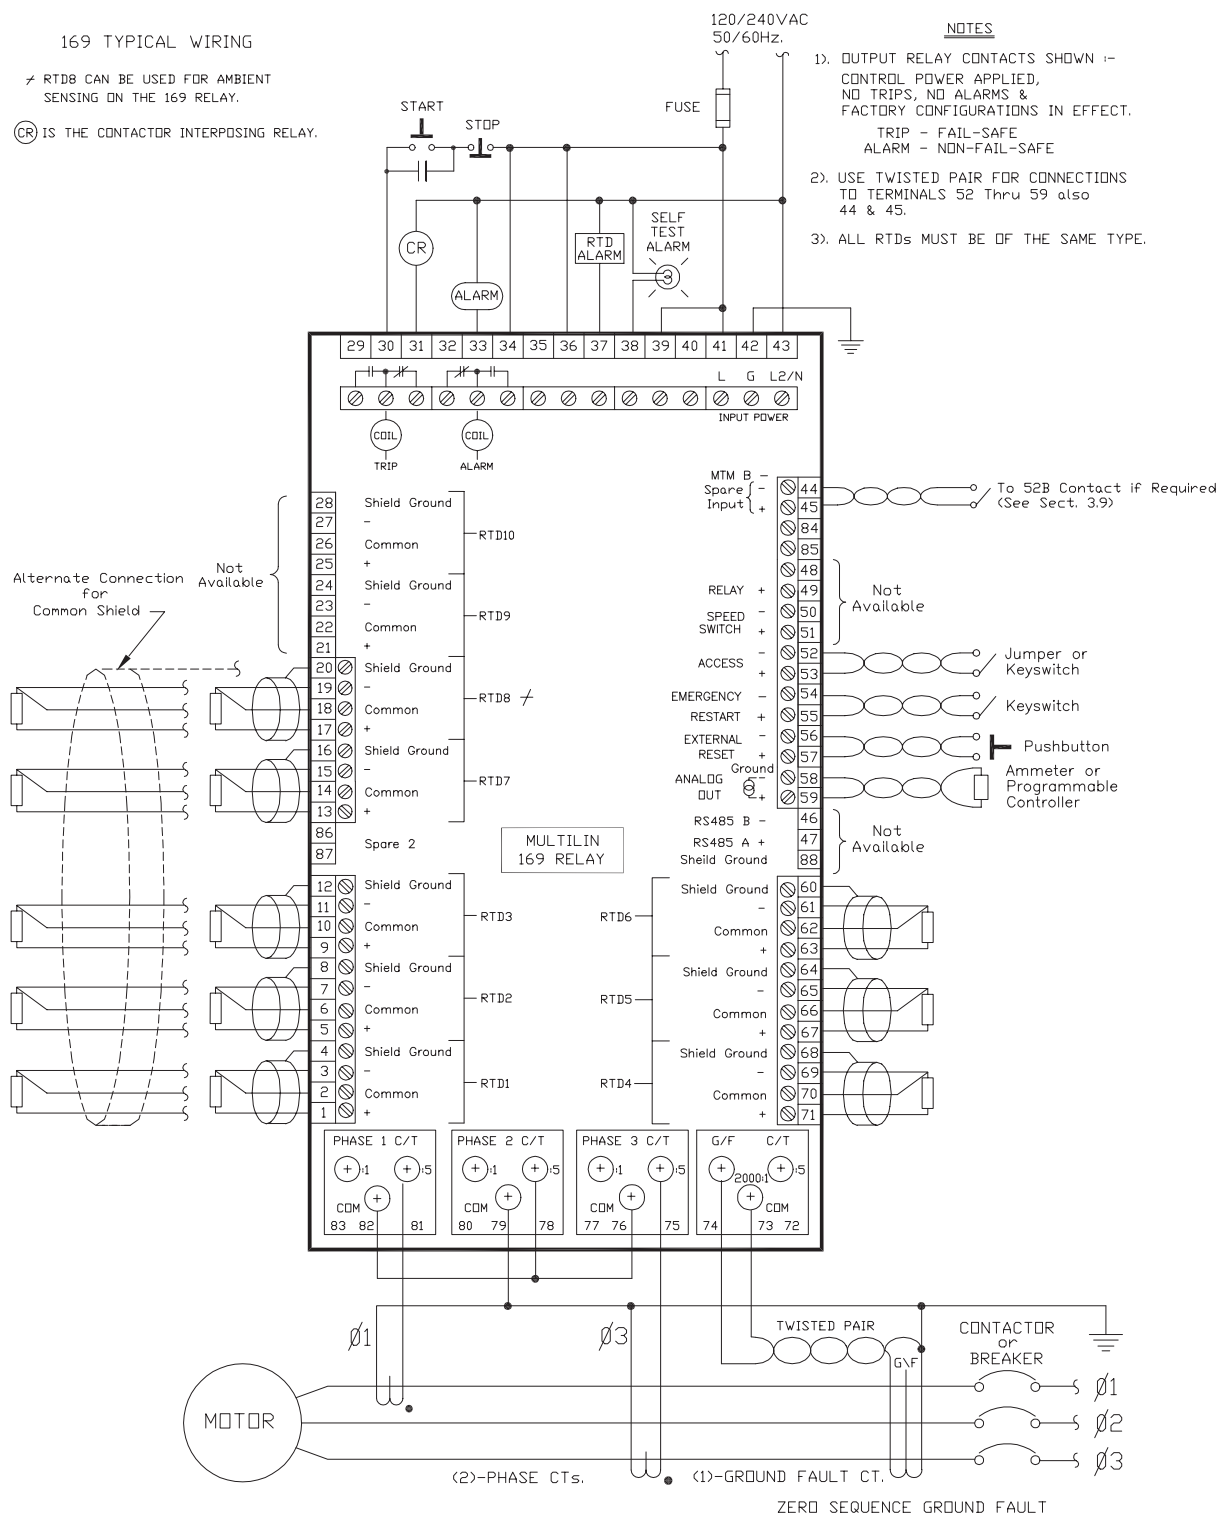 169 TYPICAL WIRING
⌿ RTD8 CAN BE USED FOR AMBIENT
SENSING ON THE 169 RELAY.
CR IS THE CONTACTOR INTERPOSING RELAY.
120/240VAC
50/60Hz.
FUSE
START
STOP
NOTES
1). OUTPUT RELAY CONTACTS SHOWN :-
CONTROL POWER APPLIED,
NO TRIPS, NO ALARMS &
FACTORY CONFIGURATIONS IN EFFECT.
TRIP - FAIL-SAFE
ALARM - NON-FAIL-SAFE
2). USE TWISTED PAIR FOR CONNECTIONS
TO TERMINALS 52 Thru 59 also
44 & 45.
3). ALL RTDs MUST BE OF THE SAME TYPE.
CR
ALARM
RTD
ALARM
SELF
TEST
ALARM
29 30 31 32 33 34 35 36 37 38 39 40 41 42 43
L G L2/N
INPUT POWER
COIL
TRIP
COIL
ALARM
Alternate Connection
for
Common Shield
Not
Available
28 Shield Ground
27 -
26 Common
25 +
RTD10
24 Shield Ground
23 -
22 Common
21 +
RTD9
20 Shield Ground
19 -
18 Common
17 +
RTD8 ⌿
16 Shield Ground
15 -
14 Common
13 +
RTD7
86
87
Spare 2
12 Shield Ground
11 -
10 Common
9 +
RTD3
8 Shield Ground
7 -
6 Common
5 +
RTD2
4 Shield Ground
3 -
2 Common
1 +
RTD1
MULTILIN
169 RELAY
MTM B -
Spare - 44
Input + 45
84
85
48
RELAY + 49
SPEED - 50
SWITCH + 51
ACCESS
- 52
+ 53
EMERGENCY - 54
RESTART + 55
EXTERNAL - 56
RESET + 57
Ground
ANALOG - 58
OUT + 59
RS485 B - 46
RS485 A + 47
Sheild Ground 88
To 52B Contact if Required
(See Sect. 3.9)
Not
Available
Jumper or
Keyswitch
Keyswitch
Pushbutton
Ammeter or
Programmable
Controller
Not
Available
RTD6
Shield Ground 60
- 61
Common 62
+ 63
RTD5
Shield Ground 64
- 65
Common 66
+ 67
RTD4
Shield Ground 68
- 69
Common 70
+ 71
PHASE 1 C/T
:1 :5
COM
83 82 81
PHASE 2 C/T
:1 :5
COM
80 79 78
PHASE 3 C/T
:1 :5
COM
77 76 75
G/F C/T
2000:1 :5
COM
74 73 72
Ø1
Ø3
TWISTED PAIR
G\F
CONTACTOR
or
BREAKER
MOTOR
Ø1
Ø2
Ø3
(2)-PHASE CTs.
(1)-GROUND FAULT CT.
ZERO SEQUENCE GROUND FAULT